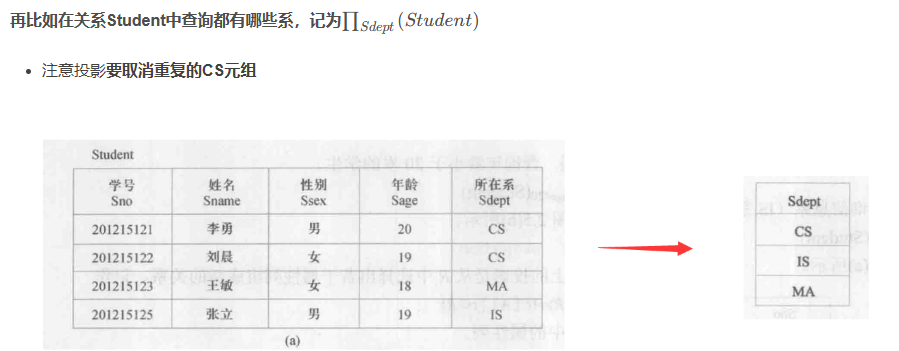 再比如在关系Student中查询都有哪些系，记为∏Sdept(Student)
注意投影要取消重复的CS元组
Student
学号 姓名 性别 年龄 所在系
Sno Sname Ssex Sage Sdept
201215121 李勇 男 20 CS
201215122 刘晨 女 19 CS
201215123 王敏 女 18 MA
201215125 张立 男 19 IS
(a)
Sdept
CS
IS
MA